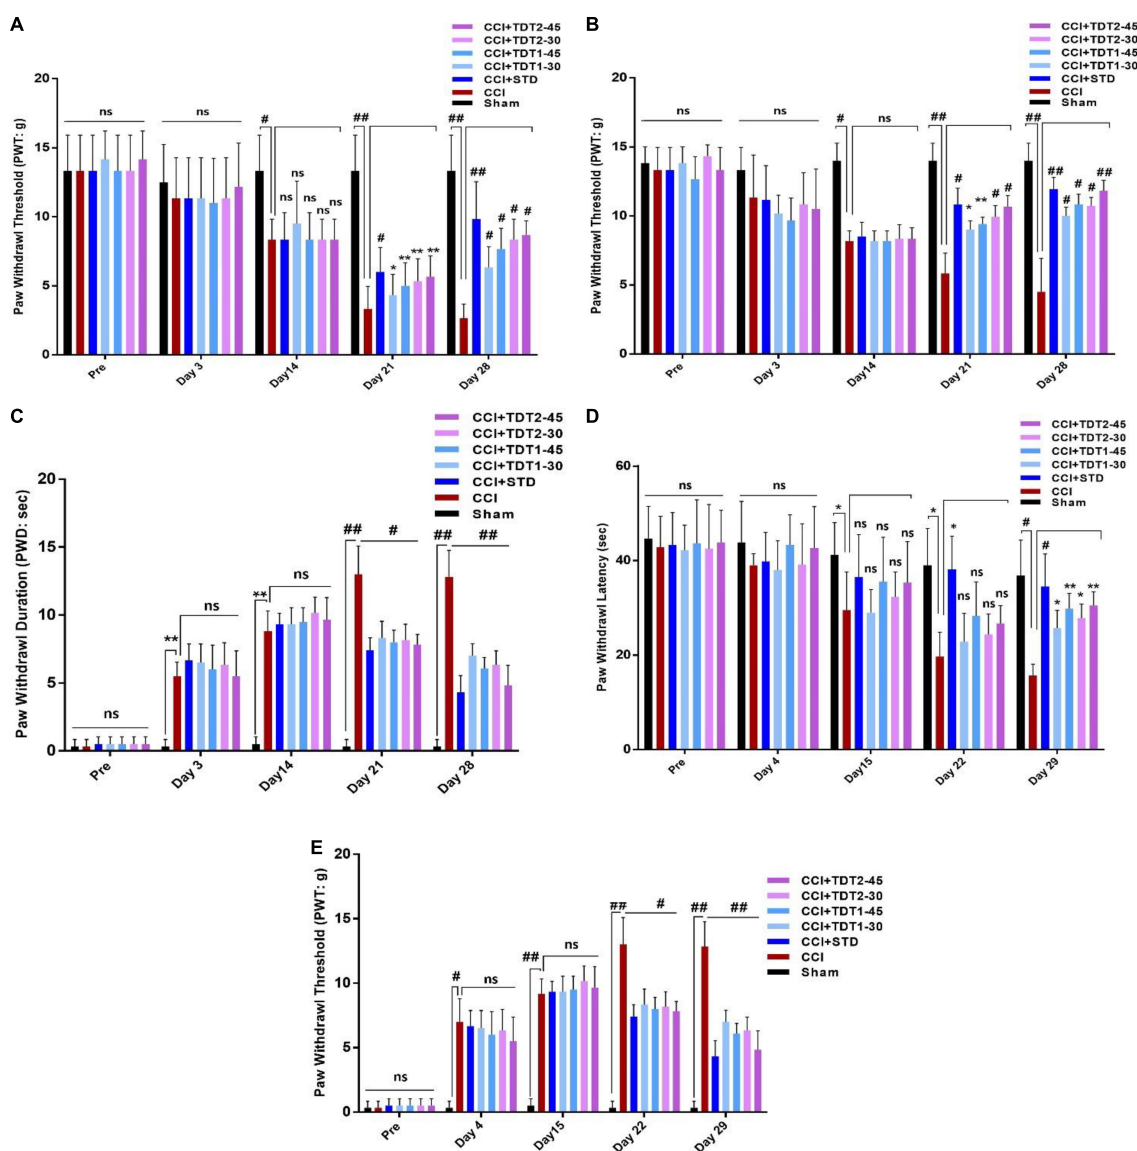 A
CCI+TDT2-45
CCI+TDT2-30
CCI+TDT1-45
CCI+TDT1-30
CCI+STD
CCI
Sham
Paw Withdrawl Threshold (PWT: g)
20
15
10
5
0
ns
ns
#
ns
ns
ns
ns
ns
##
#
*
**
**
**
##
##
#
#
#
#
Pre
Day 3
Day14
Day 21
Day 28
B
CCI+TDT2-45
CCI+TDT2-30
CCI+TDT1-45
CCI+TDT1-30
CCI+STD
CCI
Sham
Paw Withdrawl Threshold (PWT: g)
20
15
10
5
0
ns
ns
#
ns
##
#
*
**
#
#
##
##
#
#
#
##
Pre
Day 3
Day 14
Day 21
Day 28
C
CCI+TDT2-45
CCI+TDT2-30
CCI+TDT1-45
CCI+TDT1-30
CCI+STD
CCI
Sham
Paw Withdrawl Duration (PWD: sec)
20
15
10
5
0
ns
**
ns
**
ns
##
#
##
##
Pre
Day 3
Day14
Day 21
Day 28
D
CCI+TDT2-45
CCI+TDT2-30
CCI+TDT1-45
CCI+TDT1-30
CCI+STD
CCI
Sham
Paw Withdrawl Latency (sec)
60
40
20
0
ns
ns
*
ns
ns
ns
ns
ns
*
*
ns
ns
ns
ns
#
#
*
**
*
**
Pre
Day 4
Day15
Day 22
Day 29
E
CCI+TDT2-45
CCI+TDT2-30
CCI+TDT1-45
CCI+TDT1-30
CCI+STD
CCI
Sham
Paw Withdrawl Threshold (PWT: g)
20
15
10
5
0
ns
#
ns
##
ns
##
#
##
##
Pre
Day 4
Day15
Day 22
Day 29